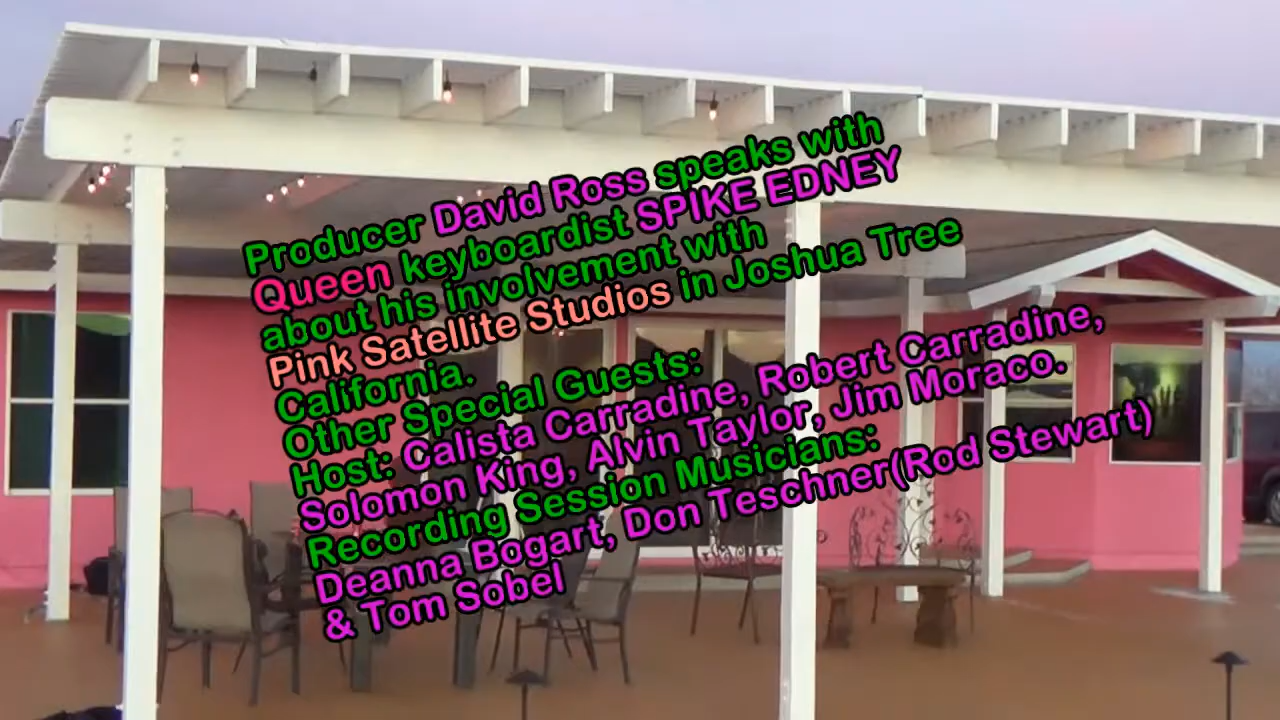 Producer David Ross speaks with
Queen keyboardist SPIKE EDNEY
about his involvement with
Pink Satellite Studios in Joshua Tree
California.
Other Special Guests:
Host: Calista Carradine, Robert Carradine,
Solomon King, Alvin Taylor, Jim Moraco.
Recording Session Musicians:
Deanna Bogart, Don Teschner(Rod Stewart)
& Tom Sobel